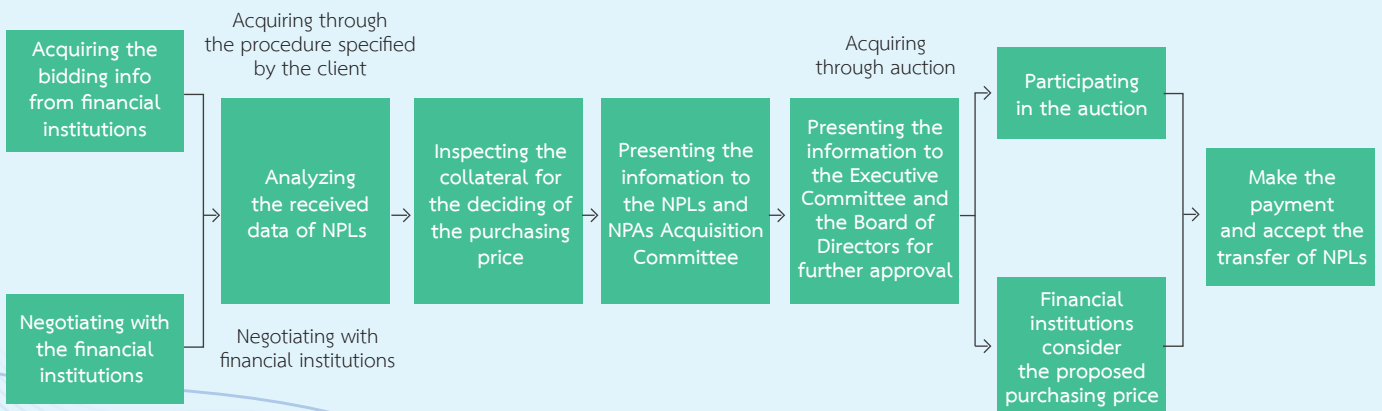 Acquiring the
bidding info
from financial
institutions
Negotiating with
the financial
institutions
Acquiring through
the procedure specified
by the client
Negotiating with
financial institutions
Analyzing
the received
data of NPLs
Inspecting the
collateral for
the deciding of
the purchasing
price
Presenting the
infomation to
the NPLs and
NPAs Acquisition
Committee
Presenting the
information to
the Executive
Committee and
the Board of
Directors for
further approval
Acquiring
through auction
Participating
in the auction
Financial
institutions
consider
the proposed
purchasing price
Make the
payment
and accept the
transfer of NPLs